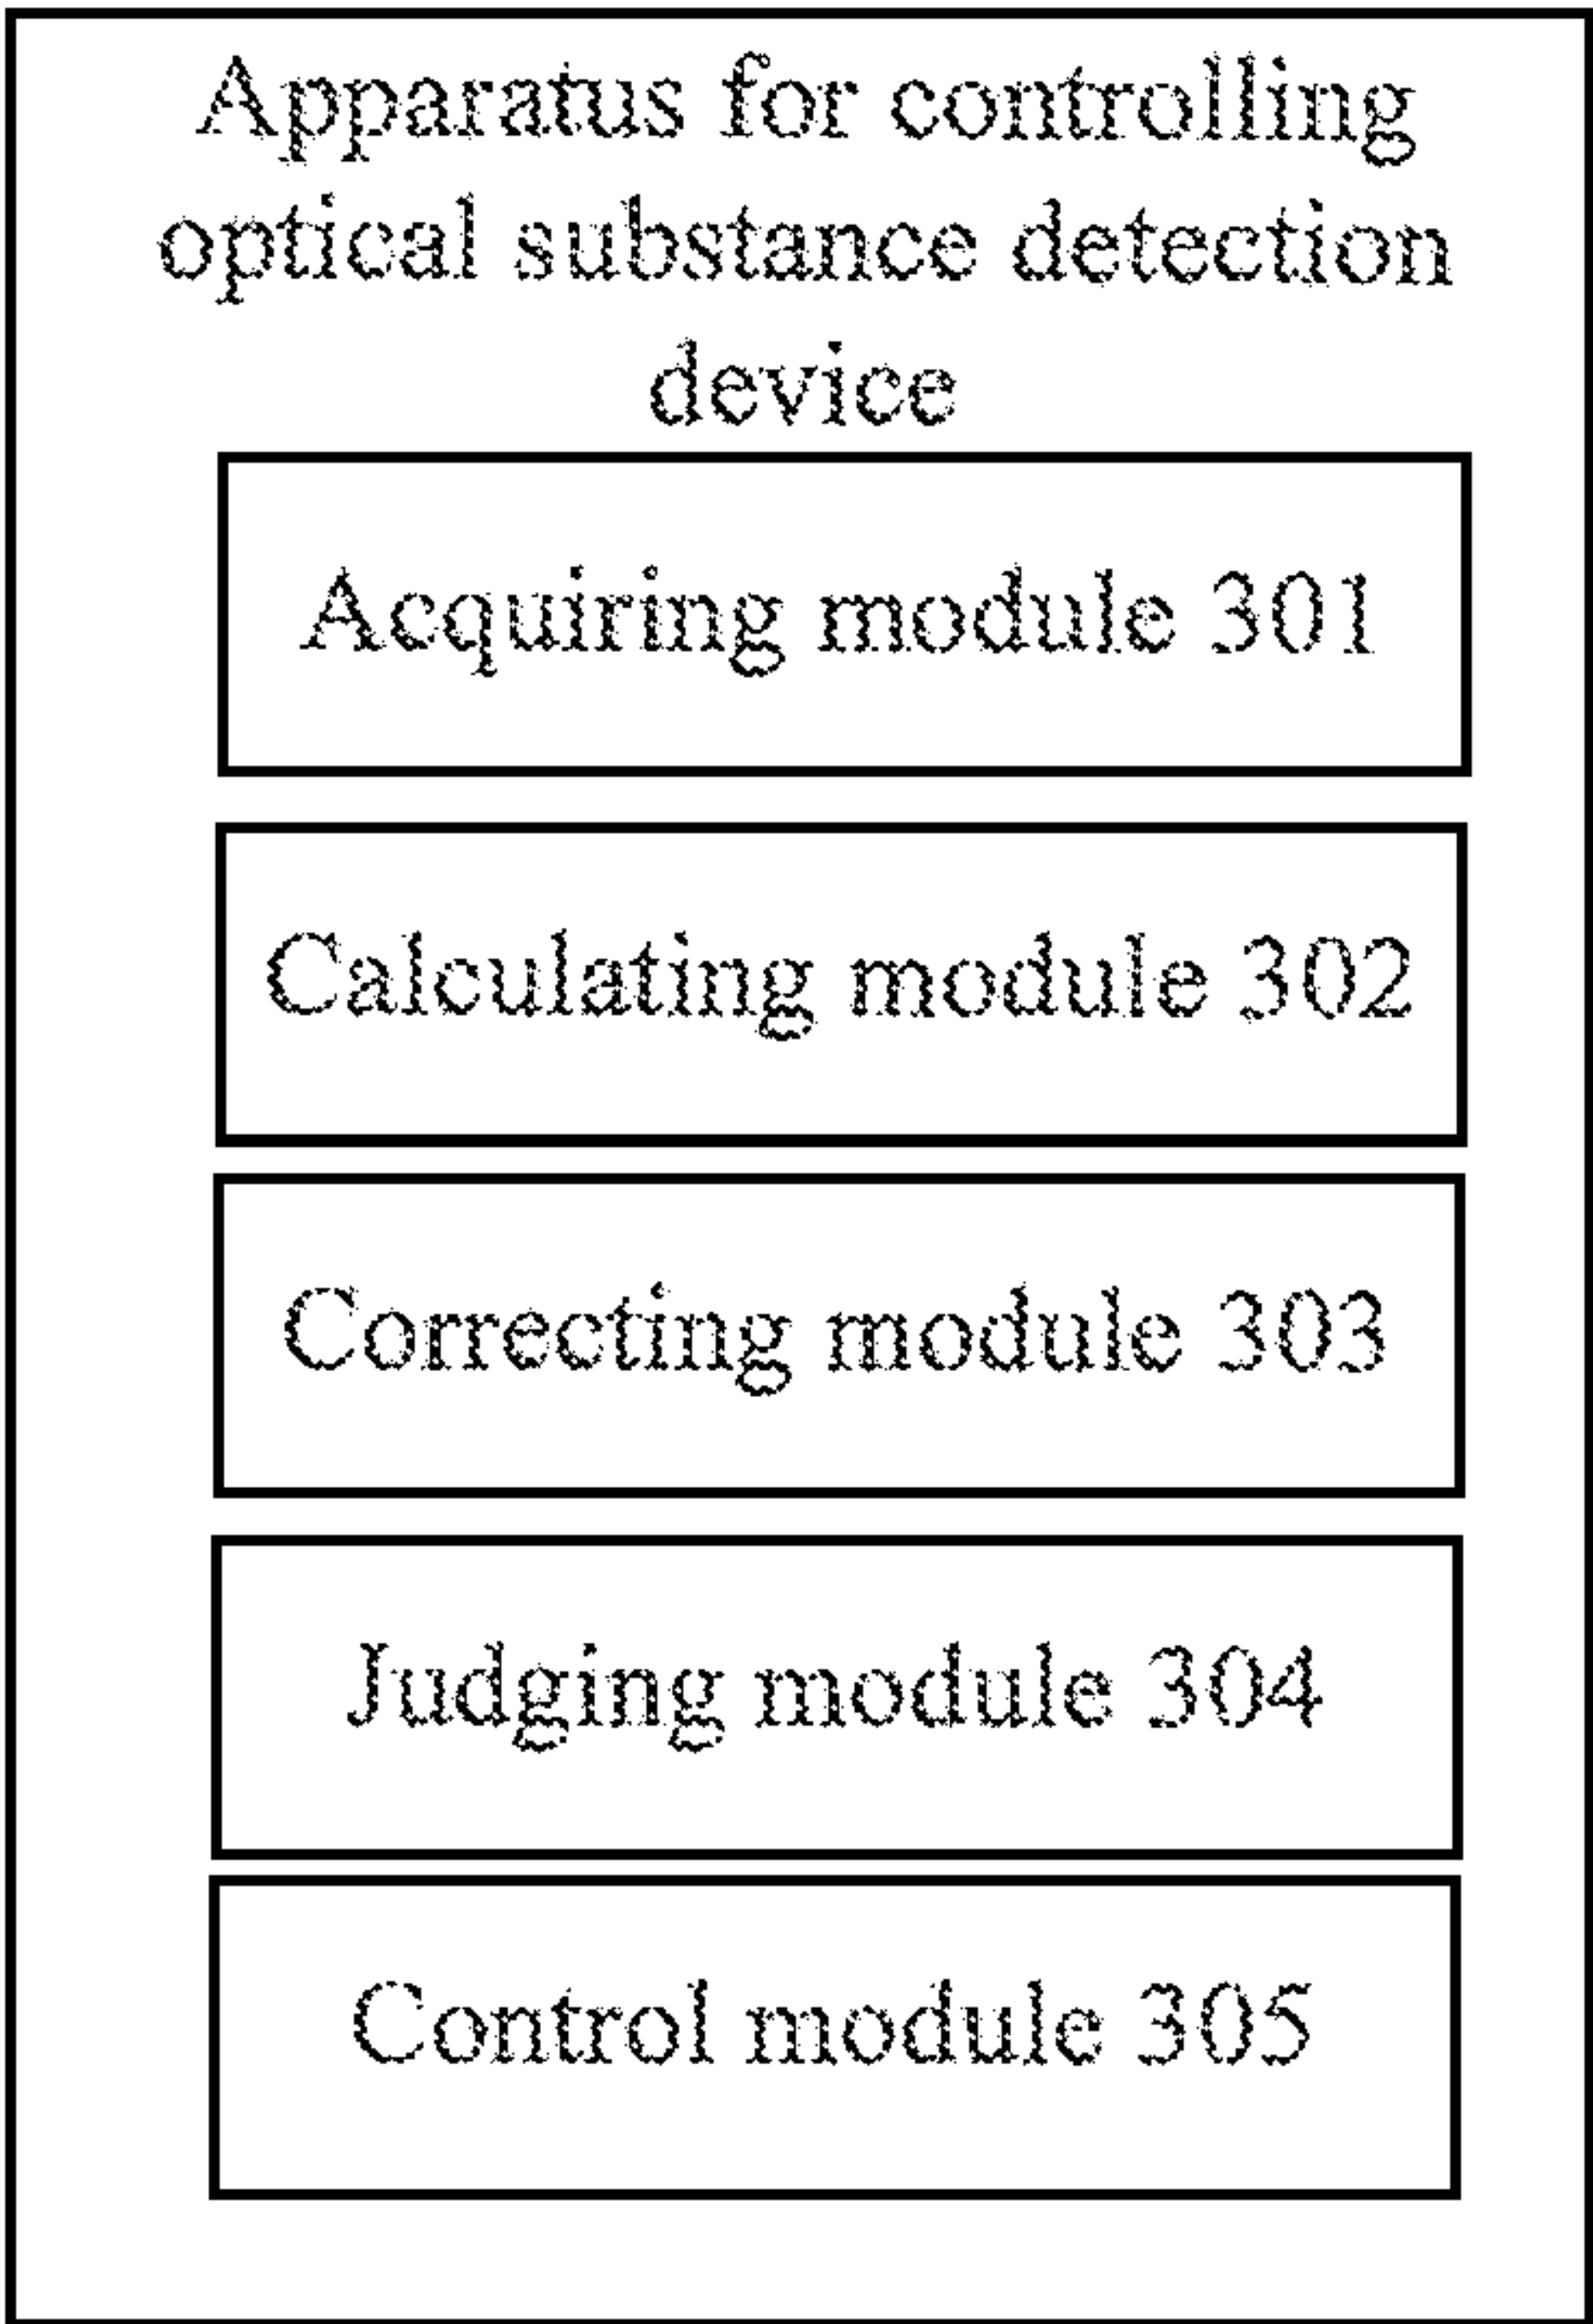 Apparatus for controlling
optical substance detection
device
Acquiring module 301
Calculating module 302
Correcting module 303
Judging module 304
Control module 305